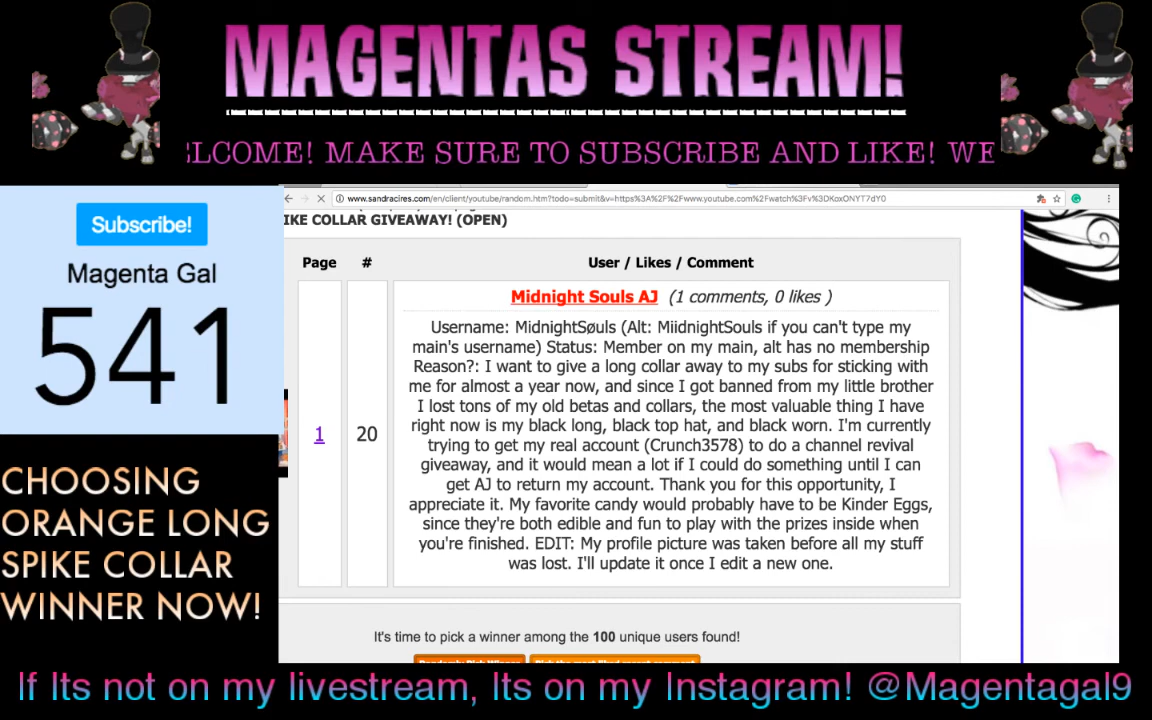 MAGENTAS STREAM!
ELCOME! MAKE SURE TO SUBSCRIBE AND LIKE! WE
Subscribe!
Magenta Gal
541
CHOOSING
ORANGE LONG
SPIKE COLLAR
WINNER NOW!
www.sandracires.com/en/client/youtube/random.htm?todo=submit&v=https%3A%2F%2Fwww.youtube.com%2Fwatch%3Fv%3DKoxONYT7dY0
IKE COLLAR GIVEAWAY! (OPEN)
Page # User / Likes / Comment
Midnight Souls AJ (1 comments, 0 likes )
Username: MidnightSøuls (Alt: MiidnightSouls if you can't type my
main's username) Status: Member on my main, alt has no membership
Reason?: I want to give a long collar away to my subs for sticking with
me for almost a year now, and since I got banned from my little brother
I lost tons of my old betas and collars, the most valuable thing I have
right now is my black long, black top hat, and black worn. I'm currently
trying to get my real account (Crunch3578) to do a channel revival
giveaway, and it would mean a lot if I could do something until I can
get AJ to return my account. Thank you for this opportunity, I
appreciate it. My favorite candy would probably have to be Kinder Eggs,
since they're both edible and fun to play with the prizes inside when
you're finished. EDIT: My profile picture was taken before all my stuff
was lost. I'll update it once I edit a new one.
1 20
It's time to pick a winner among the 100 unique users found!
If Its not on my livestream, Its on my Instagram! @Magentagal9